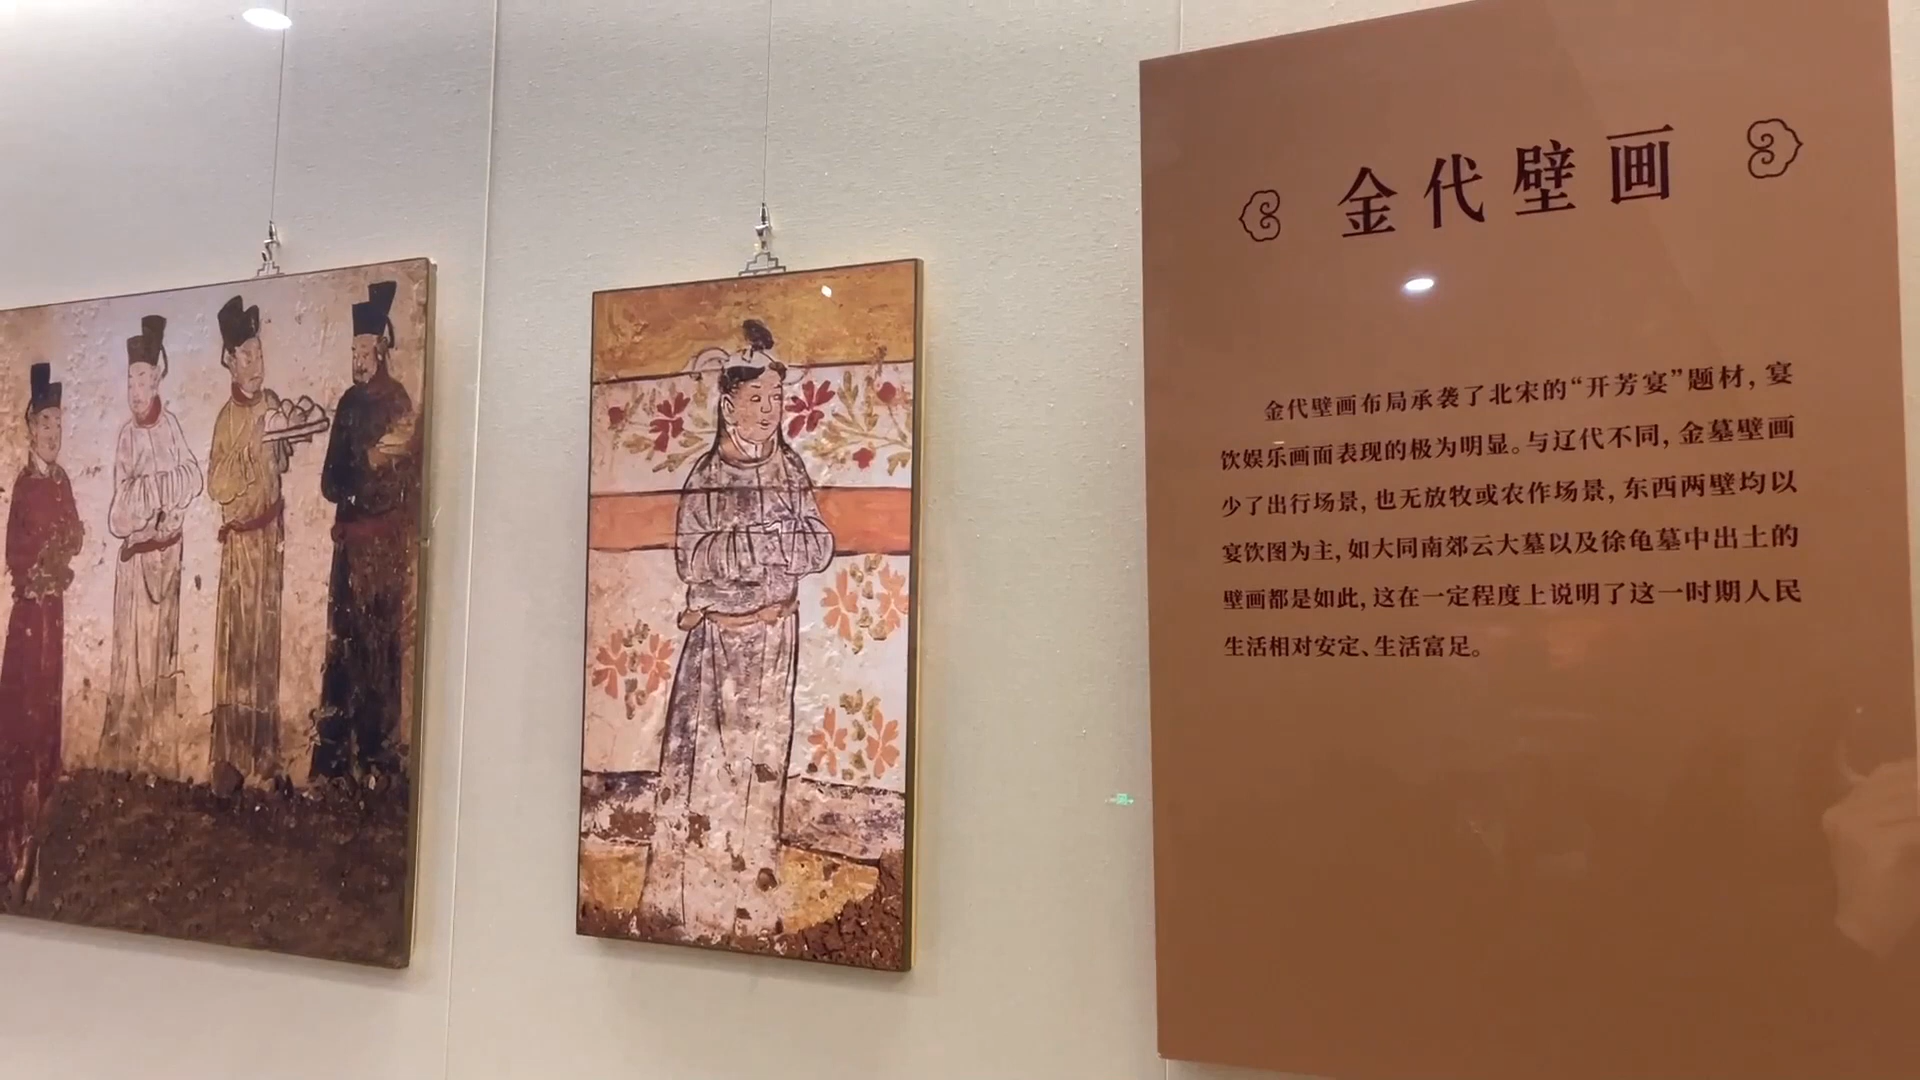 金代壁画
金代壁画布局承袭了北宋的“开芳宴”题材，宴
饮娱乐画面表现的极为明显。与辽代不同，金墓壁画
少了出行场景，也无放牧或农作场景，东西两壁均以
宴饮图为主，如大同南郊云大墓以及徐龟墓中出土的
壁画都是如此，这在一定程度上说明了这一时期人民
生活相对安定、生活富足。